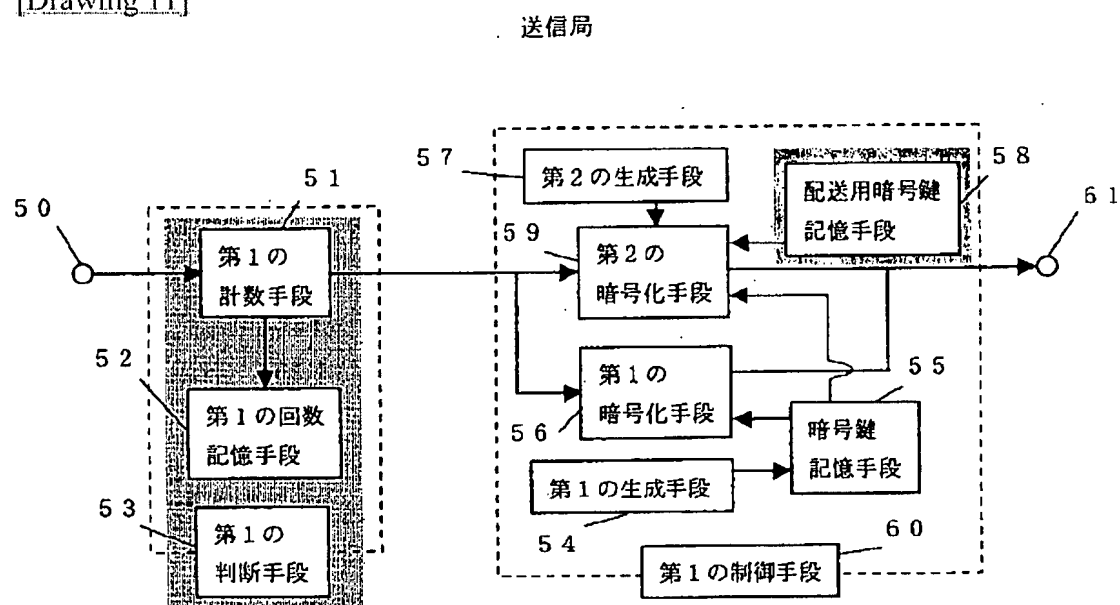 [Drawing 11]
送信局
５７
第２の生成手段
５８
配送用暗号鍵
記憶手段
５１
５０
６１
第１の
計数手段
５９
第２の
暗号化手段
５２
第１の回数
記憶手段
第１の
暗号化手段
５６
５５
暗号鍵
記憶手段
５３
第１の
判断手段
第１の生成手段
５４
６０
第１の制御手段